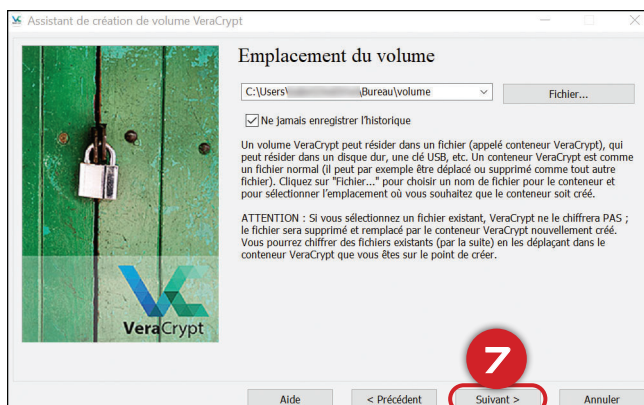 Assistant de création de volume VeraCrypt
Emplacement du volume
C:\Users\ \Bureau\volume
Fichier...
Ne jamais enregistrer l'historique
Un volume VeraCrypt peut résider dans un fichier (appelé conteneur VeraCrypt), qui
peut résider dans un disque dur, une clé USB, etc. Un conteneur VeraCrypt est comme
un fichier normal (il peut par exemple être déplacé ou supprimé comme tout autre
fichier). Cliquez sur "Fichier..." pour choisir un nom de fichier pour le conteneur et
pour sélectionner l'emplacement où vous souhaitez que le conteneur soit créé.
ATTENTION : Si vous sélectionnez un fichier existant, VeraCrypt ne le chiffrera PAS ;
le fichier sera supprimé et remplacé par le conteneur VeraCrypt nouvellement créé.
Vous pourrez chiffrer des fichiers existants (par la suite) en les déplaçant dans le
conteneur VeraCrypt que vous êtes sur le point de créer.
VeraCrypt
7
Aide
< Précédent
Suivant >
Annuler